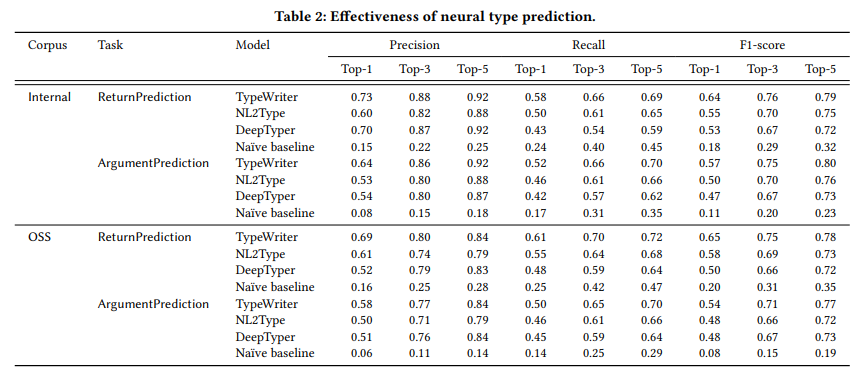 Table 2: Effectiveness of neural type prediction.
Corpus Task Model Precision Recall F1-score
Top-1 Top-3 Top-5 Top-1 Top-3 Top-5 Top-1 Top-3 Top-5
Internal ReturnPrediction TypeWriter 0.73 0.88 0.92 0.58 0.66 0.69 0.64 0.76 0.79
NL2Type 0.60 0.82 0.88 0.50 0.61 0.65 0.55 0.70 0.75
DeepTyper 0.70 0.87 0.92 0.43 0.54 0.59 0.53 0.67 0.72
Naïve baseline 0.15 0.22 0.25 0.24 0.40 0.45 0.18 0.29 0.32
ArgumentPrediction TypeWriter 0.64 0.86 0.92 0.52 0.66 0.70 0.57 0.75 0.80
NL2Type 0.53 0.80 0.88 0.46 0.61 0.66 0.50 0.70 0.76
DeepTyper 0.54 0.80 0.87 0.42 0.57 0.62 0.47 0.67 0.73
Naïve baseline 0.08 0.15 0.18 0.17 0.31 0.35 0.11 0.20 0.23
OSS ReturnPrediction TypeWriter 0.69 0.80 0.84 0.61 0.70 0.72 0.65 0.75 0.78
NL2Type 0.61 0.74 0.79 0.55 0.64 0.68 0.58 0.69 0.73
DeepTyper 0.52 0.79 0.83 0.48 0.59 0.64 0.50 0.66 0.72
Naïve baseline 0.16 0.25 0.28 0.25 0.42 0.47 0.20 0.31 0.35
ArgumentPrediction TypeWriter 0.58 0.77 0.84 0.50 0.65 0.70 0.54 0.71 0.77
NL2Type 0.50 0.71 0.79 0.46 0.61 0.66 0.48 0.66 0.72
DeepTyper 0.51 0.76 0.84 0.45 0.59 0.64 0.48 0.67 0.73
Naïve baseline 0.06 0.11 0.14 0.14 0.25 0.29 0.08 0.15 0.19